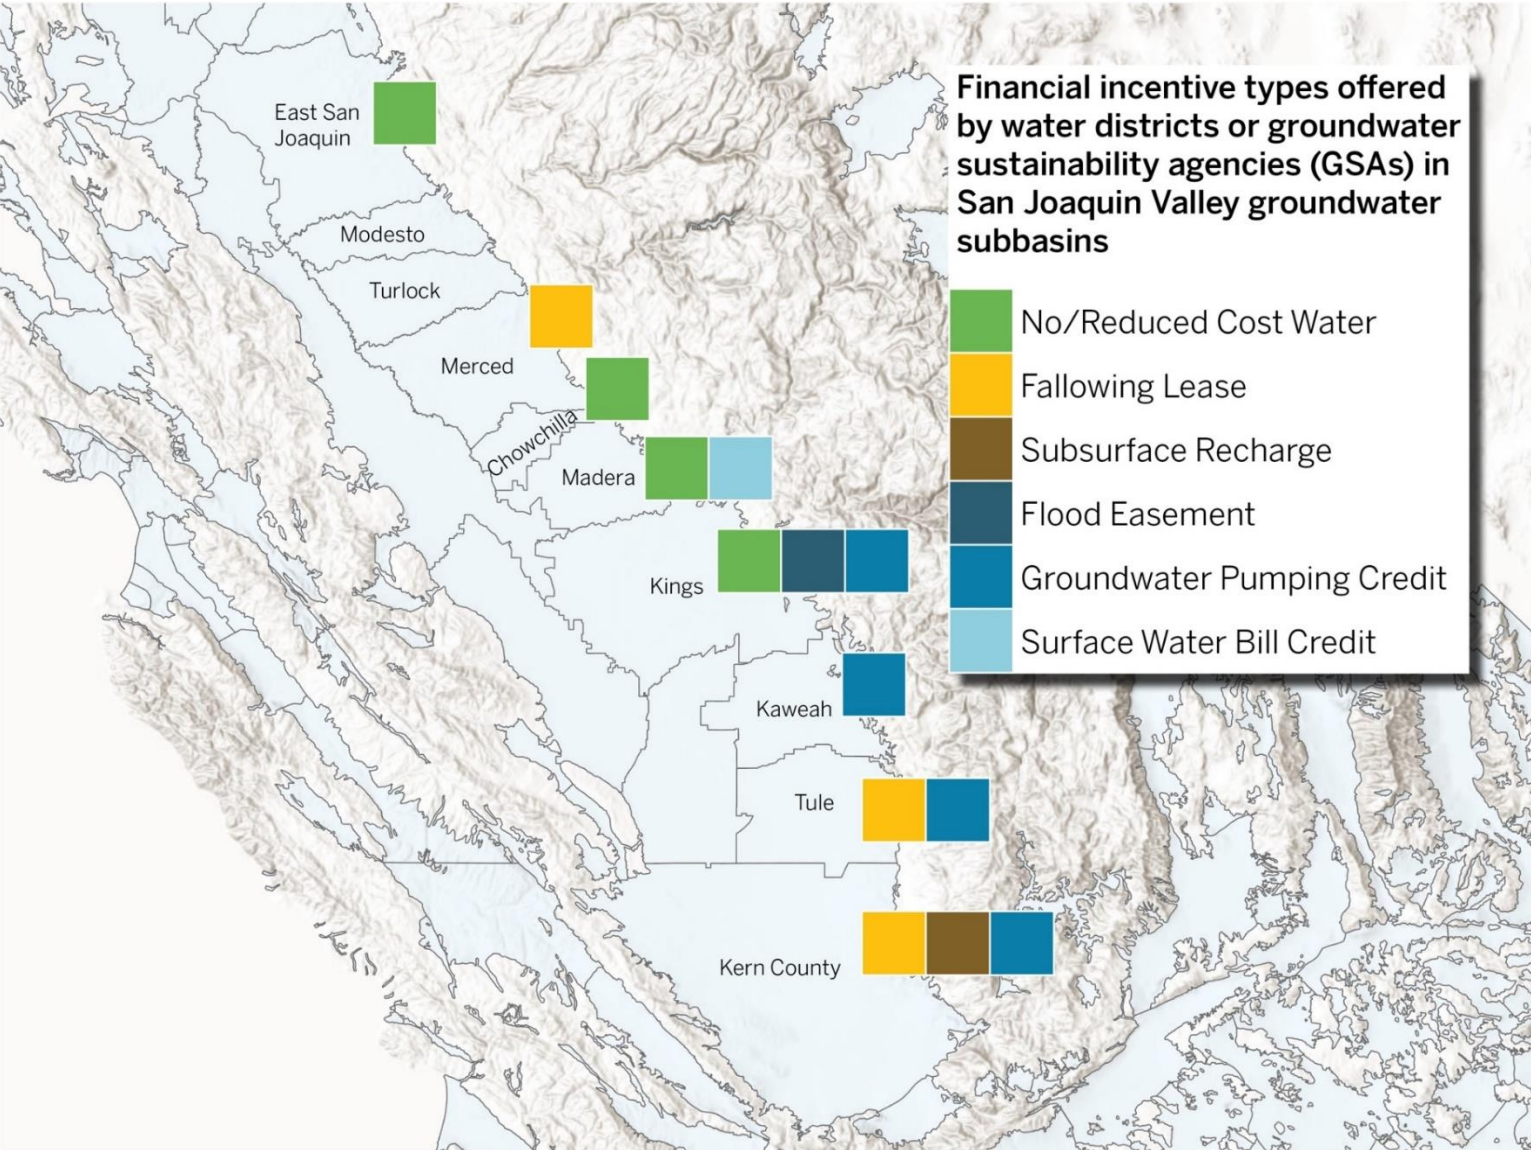 Financial incentive types offered
by water districts or groundwater
sustainability agencies (GSAs) in
San Joaquin Valley groundwater
subbasins
No/Reduced Cost Water
Fallowing Lease
Subsurface Recharge
Flood Easement
Groundwater Pumping Credit
Surface Water Bill Credit
East San
Joaquin
Modesto
Turlock
Merced
Chowchilla
Madera
Kings
Kaweah
Tule
Kern County